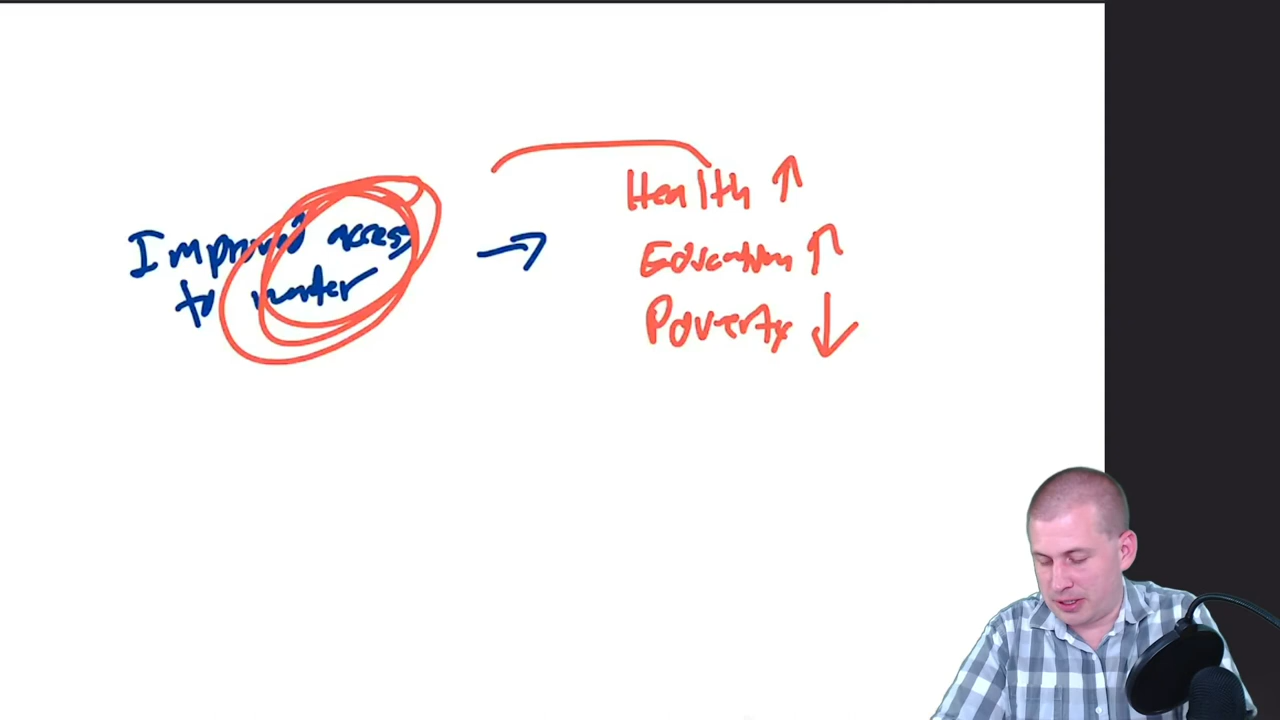 Improved access
to water
→
Health ↑
Education ↑
Poverty ↓